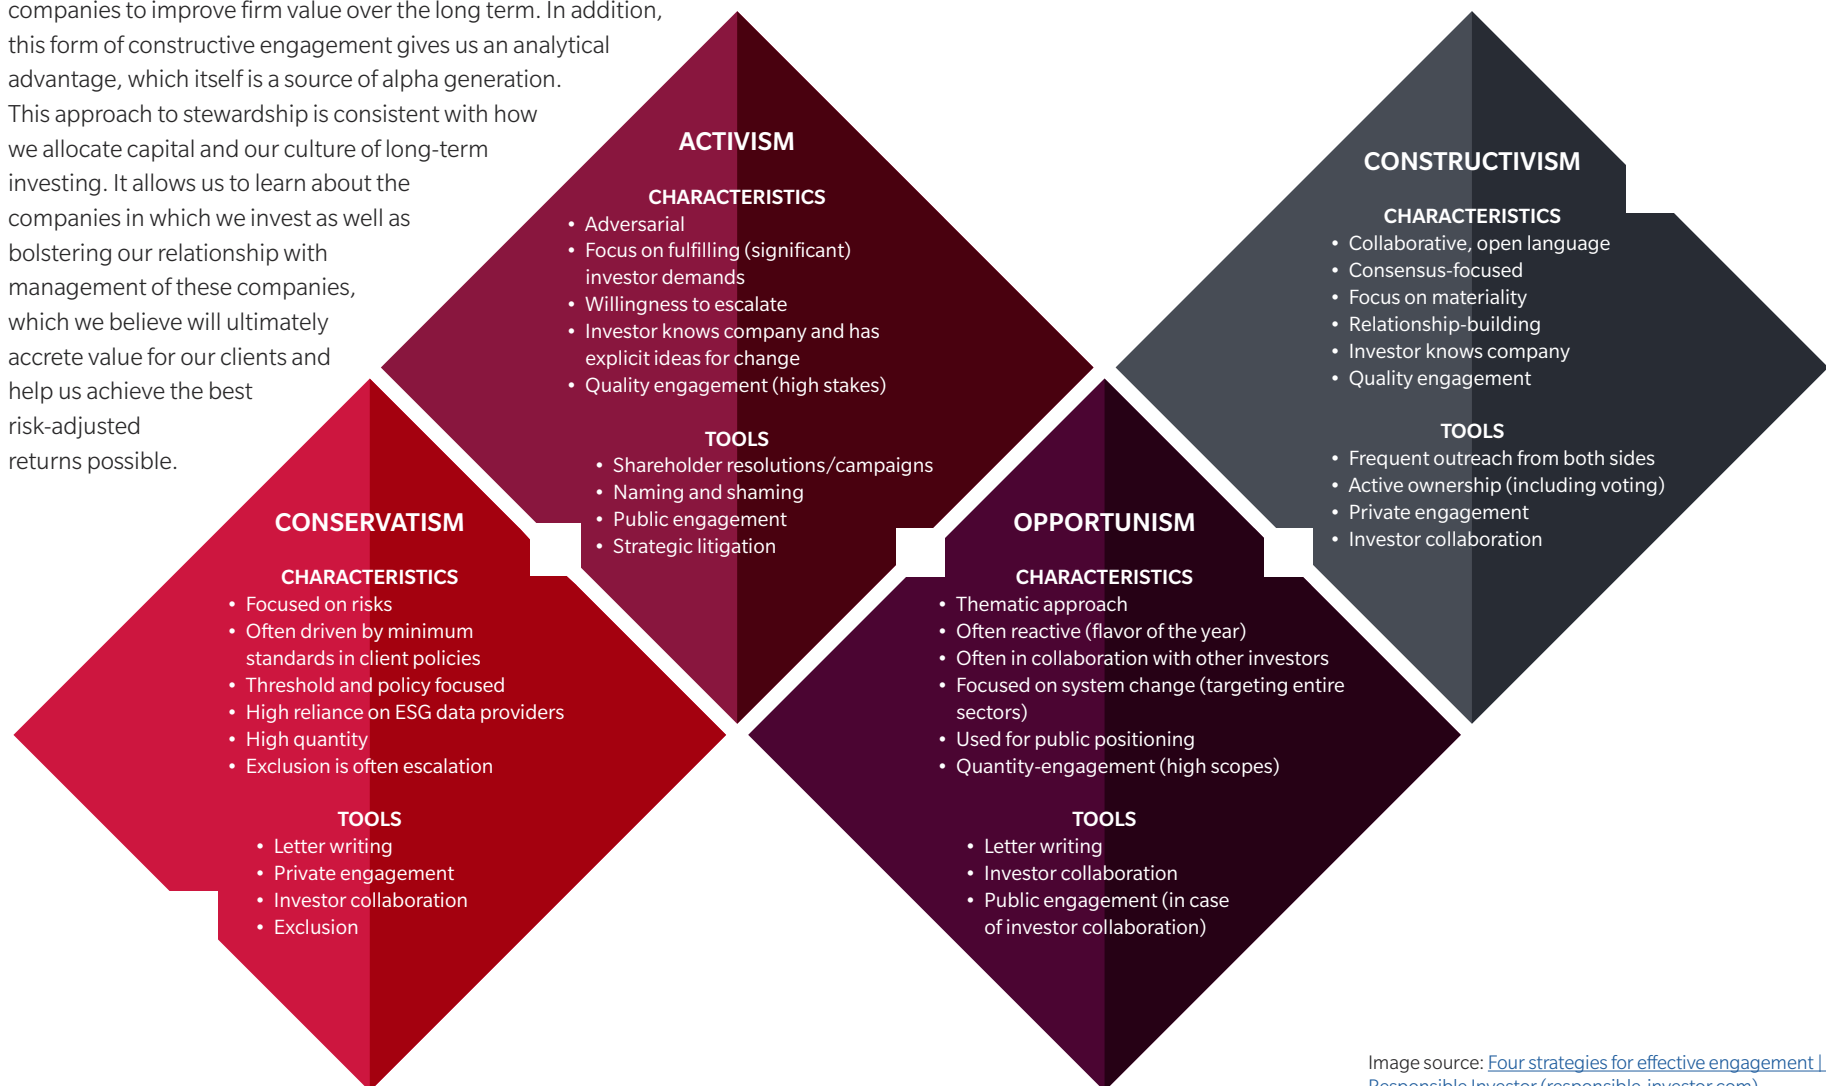 companies to improve firm value over the long term. In addition,
this form of constructive engagement gives us an analytical
advantage, which itself is a source of alpha generation.
This approach to stewardship is consistent with how
we allocate capital and our culture of long-term
investing. It allows us to learn about the
companies in which we invest as well as
bolstering our relationship with
management of these companies,
which we believe will ultimately
accrete value for our clients and
help us achieve the best
risk-adjusted
returns possible.
CONSERVATISM
CHARACTERISTICS
• Focused on risks
• Often driven by minimum
standards in client policies
• Threshold and policy focused
• High reliance on ESG data providers
• High quantity
• Exclusion is often escalation
TOOLS
• Letter writing
• Private engagement
• Investor collaboration
• Exclusion
ACTIVISM
CHARACTERISTICS
• Adversarial
• Focus on fulfilling (significant)
investor demands
• Willingness to escalate
• Investor knows company and has
explicit ideas for change
• Quality engagement (high stakes)
TOOLS
• Shareholder resolutions/campaigns
• Naming and shaming
• Public engagement
• Strategic litigation
OPPORTUNISM
CHARACTERISTICS
• Thematic approach
• Often reactive (flavor of the year)
• Often in collaboration with other investors
• Focused on system change (targeting entire
sectors)
• Used for public positioning
• Quantity-engagement (high scopes)
TOOLS
• Letter writing
• Investor collaboration
• Public engagement (in case
of investor collaboration)
CONSTRUCTIVISM
CHARACTERISTICS
• Collaborative, open language
• Consensus-focused
• Focus on materiality
• Relationship-building
• Investor knows company
• Quality engagement
TOOLS
• Frequent outreach from both sides
• Active ownership (including voting)
• Private engagement
• Investor collaboration
Image source: Four strategies for effective engagement |
Responsible Investor (responsible-investor.com)